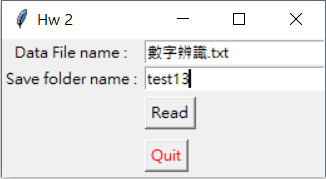 Hw 2
Data File name : 數字辨識.txt
Save folder name : test13
Read
Quit